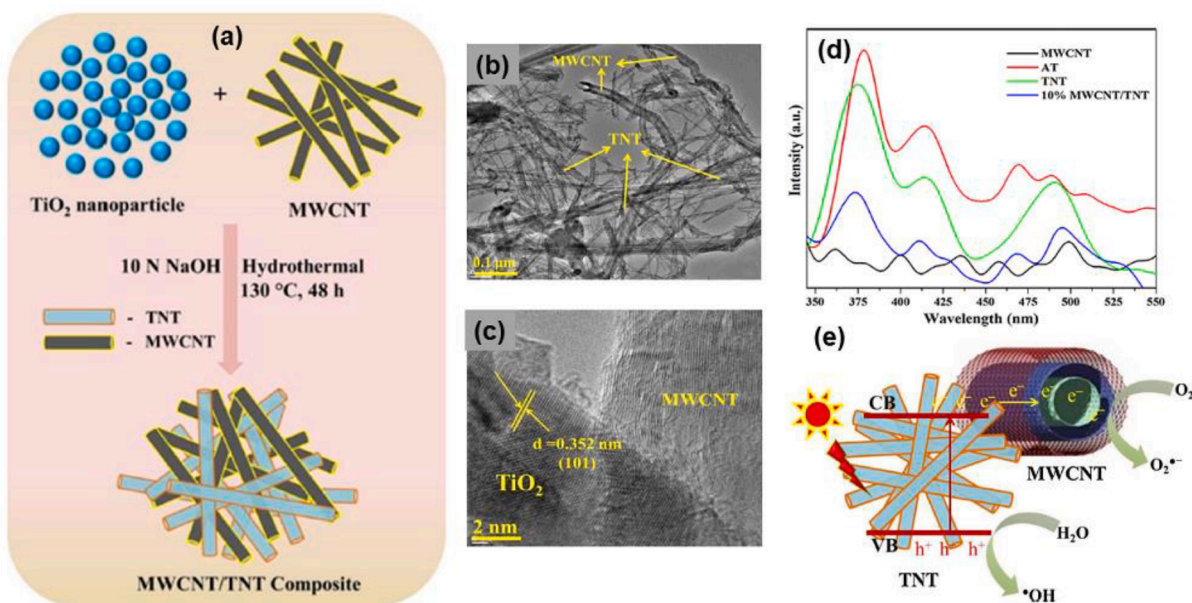 (a)
+
TiO₂ nanoparticle
MWCNT
10 N NaOH
Hydrothermal
130 °C, 48 h
- TNT
- MWCNT
MWCNT/TNT Composite
(b)
MWCNT
TNT
0.1 µm
(c)
MWCNT
d =0.352 nm
(101)
TiO₂
2 nm
(d)
MWCNT
AT
TNT
10% MWCNT/TNT
Intensity (a.u.)
350 375 400 425 450 475 500 525 550
Wavelength (nm)
(e)
CB
e⁻ e⁻ e⁻ e⁻ e⁻
O₂
MWCNT
O₂•⁻
VB
h⁺ h⁺ h⁺
H₂O
TNT
•OH